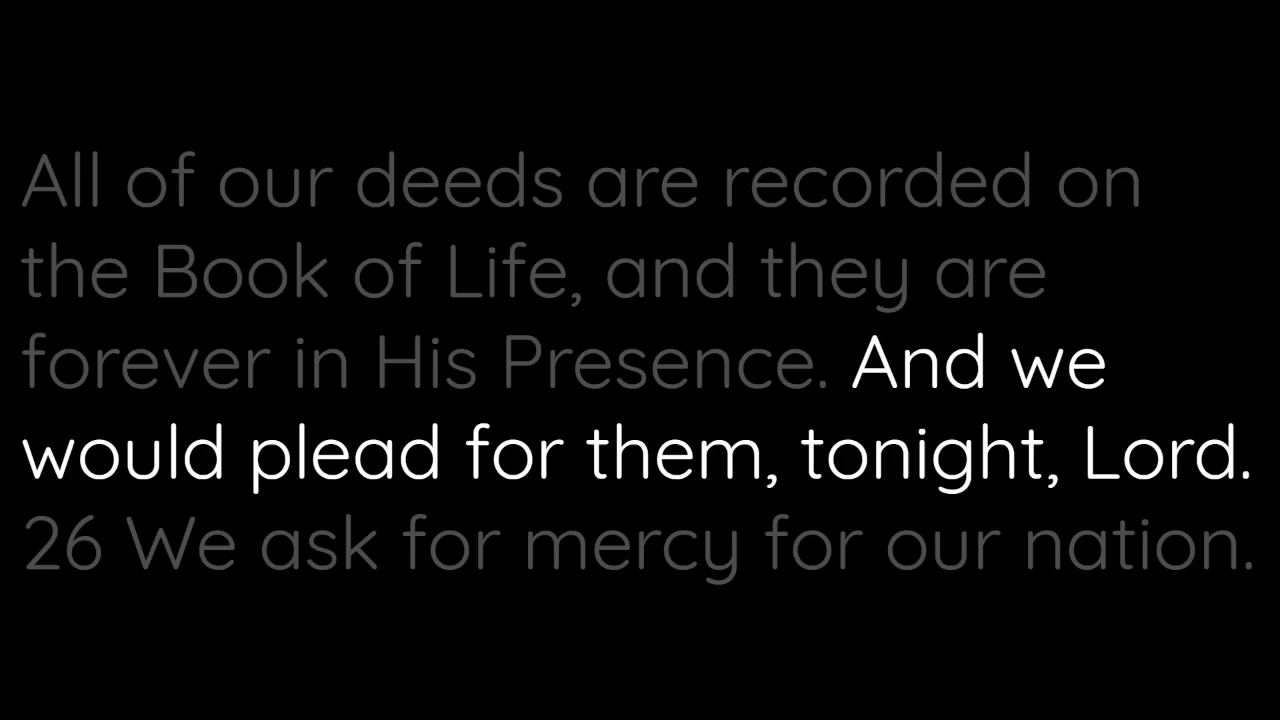 All of our deeds are recorded on
the Book of Life, and they are
forever in His Presence. And we
would plead for them, tonight, Lord.
26 We ask for mercy for our nation.